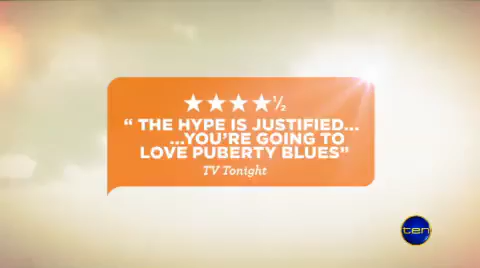 ★★★★½
“ THE HYPE IS JUSTIFIED...
...YOU'RE GOING TO
LOVE PUBERTY BLUES”
TV Tonight
ten